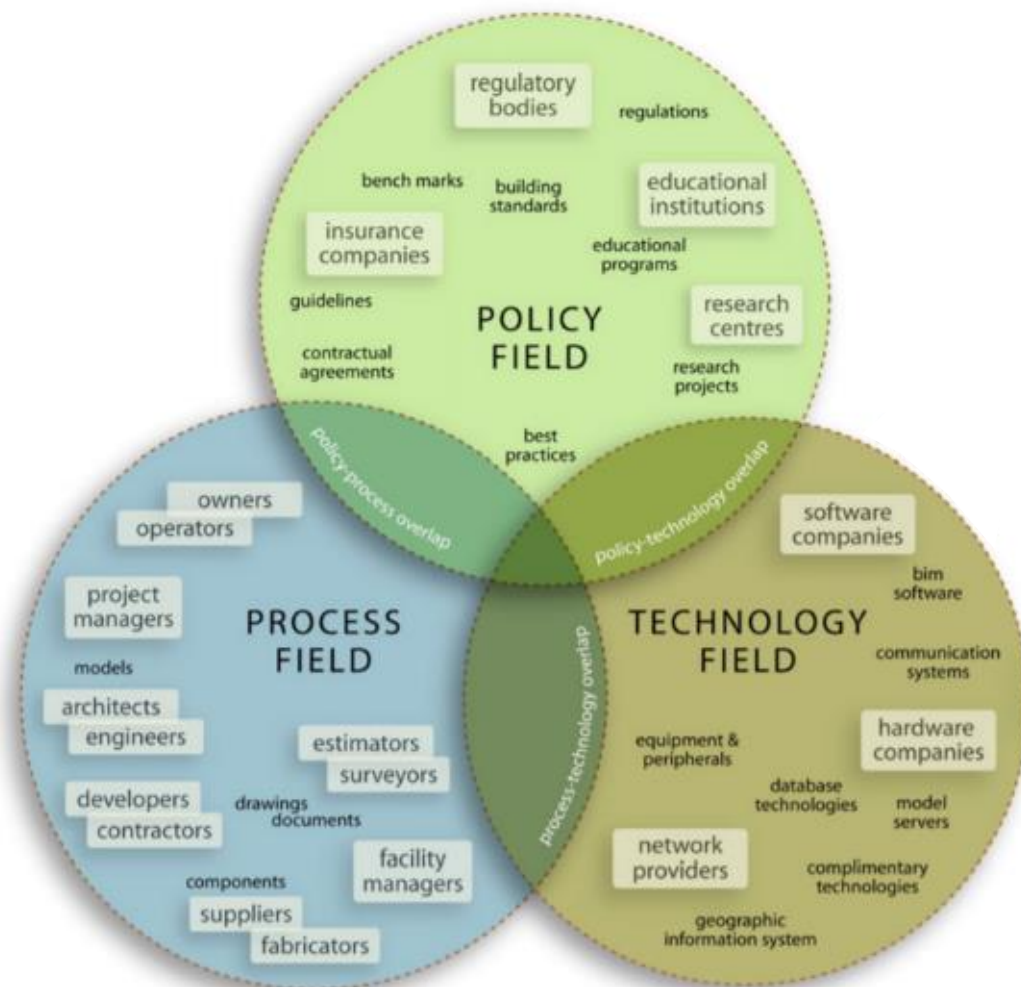 regulatory
bodies
regulations
bench marks
building
standards
educational
institutions
insurance
companies
educational
programs
guidelines
research
centres
POLICY
FIELD
contractual
agreements
research
projects
best
practices
policy-process overlap
policy-technology overlap
owners
operators
project
managers
PROCESS
FIELD
models
architects
engineers
estimators
surveyors
developers
contractors
drawings
documents
facility
managers
components
suppliers
fabricators
process-technology overlap
software
companies
bim
software
TECHNOLOGY
FIELD
communication
systems
equipment &
peripherals
hardware
companies
database
technologies
model
servers
network
providers
complimentary
technologies
geographic
information system